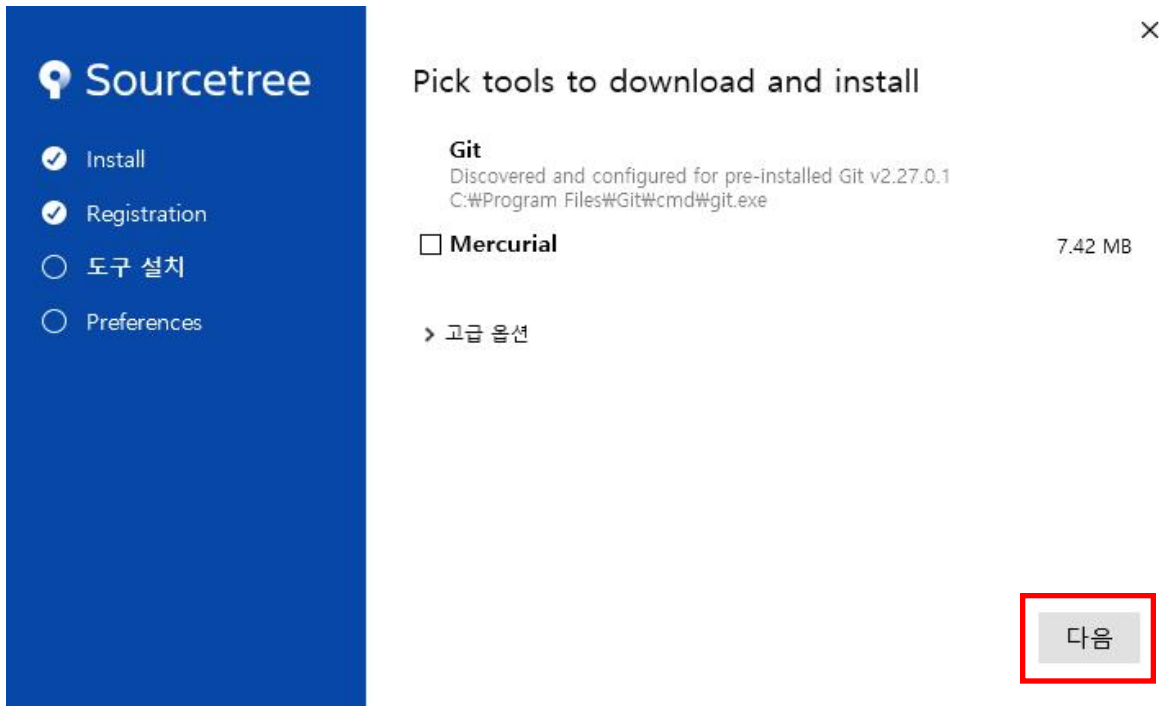 Sourcetree
Install
Registration
도구 설치
Preferences
Pick tools to download and install
Git
Discovered and configured for pre-installed Git v2.27.0.1
C:₩Program Files₩Git₩cmd₩git.exe
Mercurial 7.42 MB
고급 옵션
다음